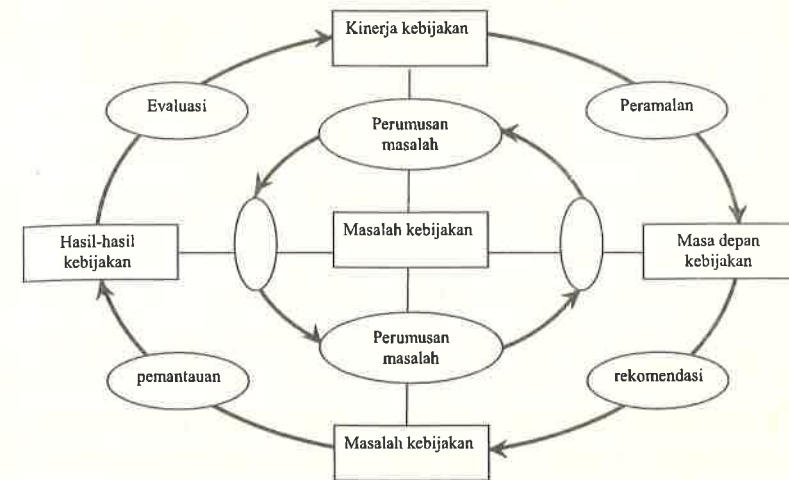 Kinerja kebijakan
Evaluasi
Peramalan
Perumusan
masalah
Hasil-hasil
kebijakan
Masalah kebijakan
Masa depan
kebijakan
Perumusan
masalah
pemantauan
rekomendasi
Masalah kebijakan